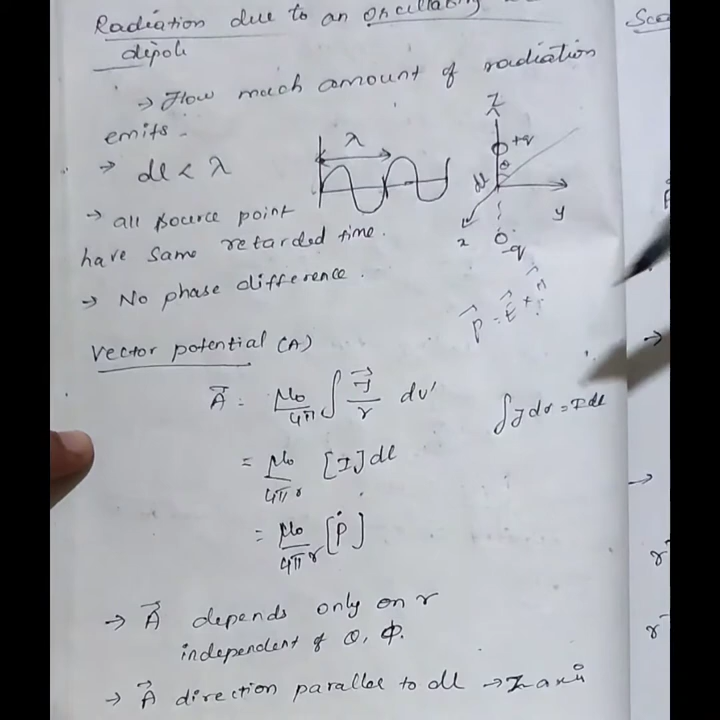 Radiation due to an oscillating
dipole
→ How much amount of radiation
emits -
→ dl < λ
λ
Z
+q
θ
dl
y
x
-q
→ all source point
have same retarded time.
→ No phase difference.
P⃗ = E⃗ × H⃗
Vector potential (A)
A⃗ = μ₀/4π ∫ J⃗/r dv'
∫J dv = I dl
= μ₀/4πr [I]dl
= μ₀/4πr [Ṗ]
→ A⃗ depends only on r
independent of θ, ϕ.
→ A⃗ direction parallel to dl → Z axis
→
→
r
r